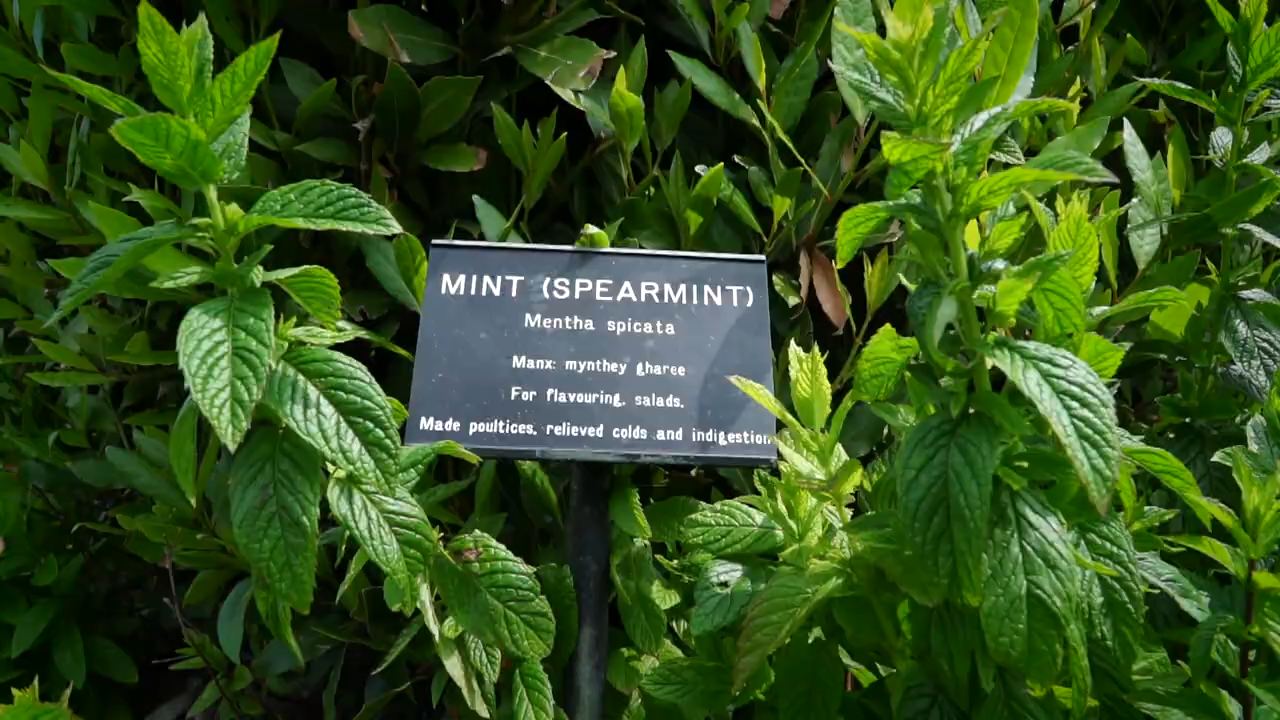 MINT (SPEARMINT)
Mentha spicata
Manx: mynthey gharee
For flavouring, salads.
Made poultices, relieved colds and indigestion